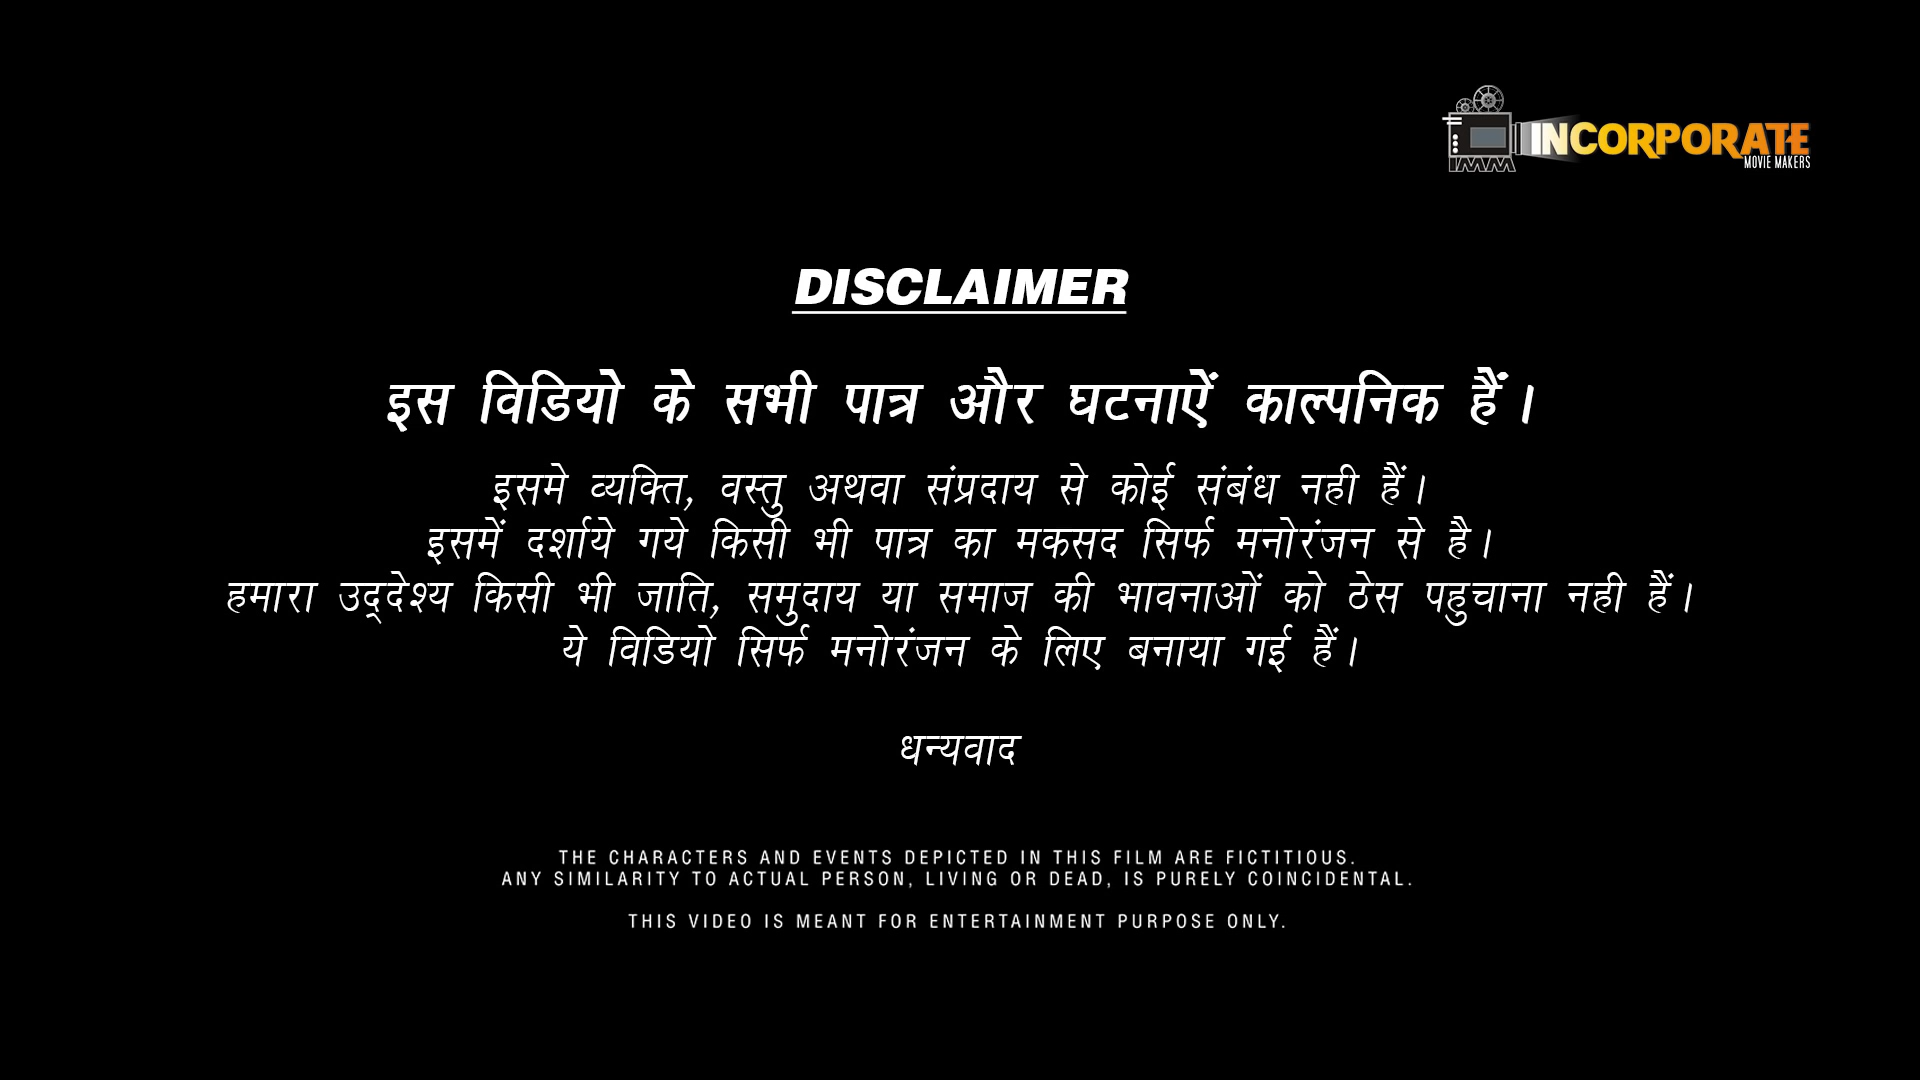 INCORPORATE
MOVIE MAKERS
IMM
DISCLAIMER
इस विडियो के सभी पात्र और घटनाऐं काल्पनिक हैं।
इसमे व्यक्ति, वस्तु अथवा संप्रदाय से कोई संबंध नही हैं।
इसमें दर्शाये गये किसी भी पात्र का मकसद सिर्फ मनोरंजन से है।
हमारा उद्देश्य किसी भी जाति, समुदाय या समाज की भावनाओं को ठेस पहुचाना नही हैं।
ये विडियो सिर्फ मनोरंजन के लिए बनाया गई हैं।
धन्यवाद
THE CHARACTERS AND EVENTS DEPICTED IN THIS FILM ARE FICTITIOUS.
ANY SIMILARITY TO ACTUAL PERSON, LIVING OR DEAD, IS PURELY COINCIDENTAL.
THIS VIDEO IS MEANT FOR ENTERTAINMENT PURPOSE ONLY.